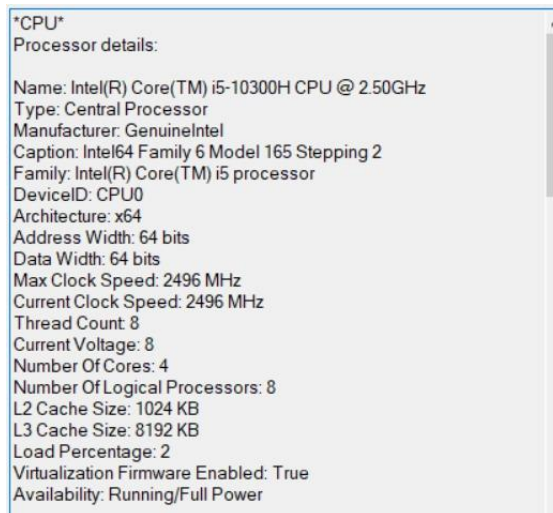 *CPU*
Processor details:
Name: Intel(R) Core(TM) i5-10300H CPU @ 2.50GHz
Type: Central Processor
Manufacturer: GenuineIntel
Caption: Intel64 Family 6 Model 165 Stepping 2
Family: Intel(R) Core(TM) i5 processor
DeviceID: CPU0
Architecture: x64
Address Width: 64 bits
Data Width: 64 bits
Max Clock Speed: 2496 MHz
Current Clock Speed: 2496 MHz
Thread Count: 8
Current Voltage: 8
Number Of Cores: 4
Number Of Logical Processors: 8
L2 Cache Size: 1024 KB
L3 Cache Size: 8192 KB
Load Percentage: 2
Virtualization Firmware Enabled: True
Availability: Running/Full Power